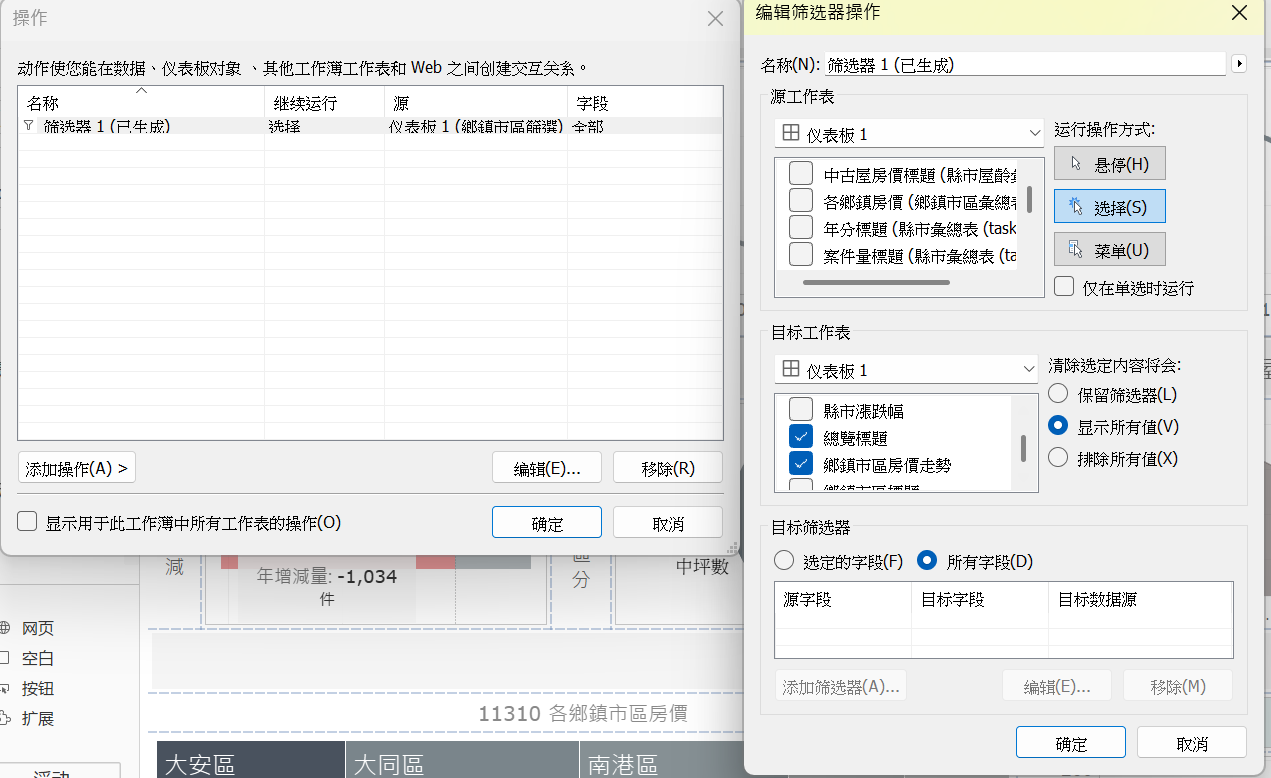 操作
动作使您能在数据、仪表板对象 、其他工作簿工作表和 Web 之间创建交互关系。
名称 继续运行 源 字段
筛选器 1 (已生成) 选择 仪表板 1 (鄉鎮市區篩選) 全部
添加操作(A) >
编辑(E)...
移除(R)
显示用于此工作簿中所有工作表的操作(O)
确定
取消
编辑筛选器操作
名称(N): 筛选器 1 (已生成)
源工作表
仪表板 1
中古屋房價標題 (縣市屋齡
各鄉鎮房價 (鄉鎮市區彙總
年分標題 (縣市彙總表 (task
案件量標題 (縣市彙總表 (ta
运行操作方式:
悬停(H)
选择(S)
菜单(U)
仅在单选时运行
目标工作表
仪表板 1
縣市漲跌幅
總覽標題
鄉鎮市區房價走勢
鄉鎮市區標題
清除选定内容将会:
保留筛选器(L)
显示所有值(V)
排除所有值(X)
目标筛选器
选定的字段(F)
所有字段(D)
源字段 目标字段 目标数据源
添加筛选器(A)...
编辑(E)...
移除(M)
确定
取消
减
年增減量: -1,034
件
區
分
中坪數
网页
空白
按钮
扩展
浮动
11310 各鄉鎮市區房價
大安區
大同區
南港區